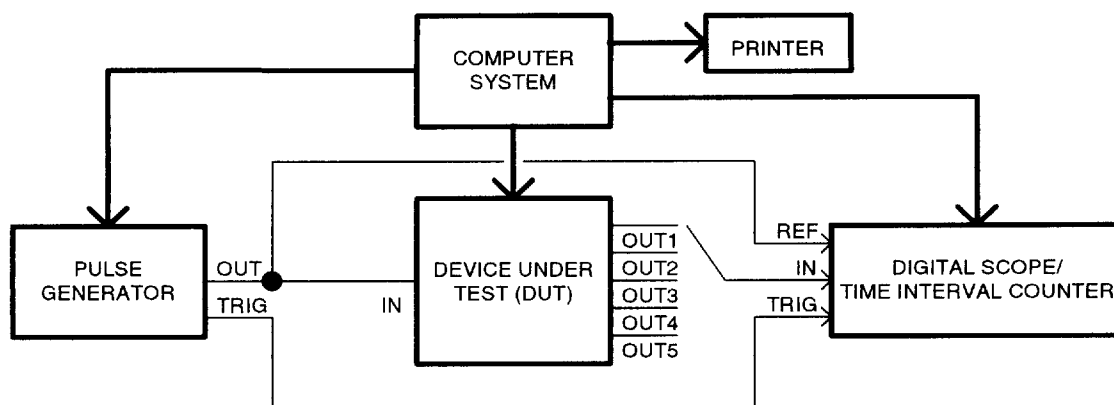 COMPUTER
SYSTEM
PRINTER
PULSE
GENERATOR
OUT
TRIG
IN
DEVICE UNDER
TEST (DUT)
OUT1
OUT2
OUT3
OUT4
OUT5
REF
IN
TRIG
DIGITAL SCOPE/
TIME INTERVAL COUNTER